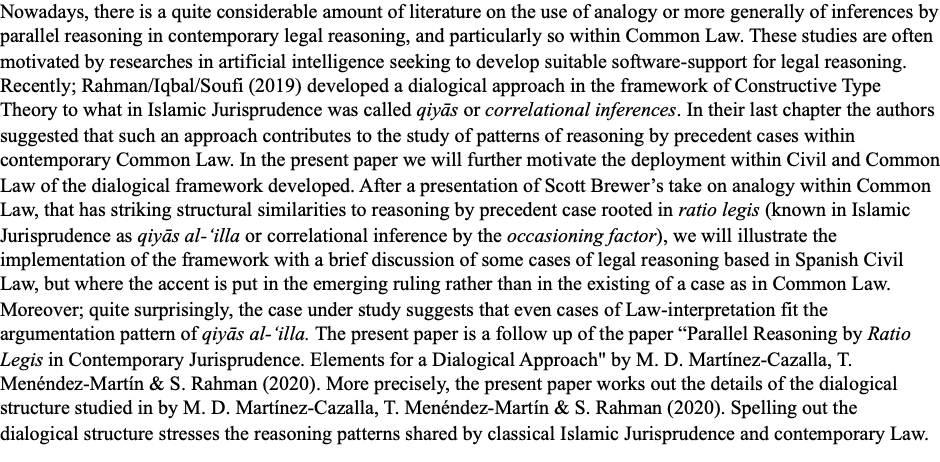 Nowadays, there is a quite considerable amount of literature on the use of analogy or more generally of inferences by
parallel reasoning in contemporary legal reasoning, and particularly so within Common Law. These studies are often
motivated by researches in artificial intelligence seeking to develop suitable software-support for legal reasoning.
Recently; Rahman/Iqbal/Soufi (2019) developed a dialogical approach in the framework of Constructive Type
Theory to what in Islamic Jurisprudence was called qiyās or correlational inferences. In their last chapter the authors
suggested that such an approach contributes to the study of patterns of reasoning by precedent cases within
contemporary Common Law. In the present paper we will further motivate the deployment within Civil and Common
Law of the dialogical framework developed. After a presentation of Scott Brewer’s take on analogy within Common
Law, that has striking structural similarities to reasoning by precedent case rooted in ratio legis (known in Islamic
Jurisprudence as qiyās al-‘illa or correlational inference by the occasioning factor), we will illustrate the
implementation of the framework with a brief discussion of some cases of legal reasoning based in Spanish Civil
Law, but where the accent is put in the emerging ruling rather than in the existing of a case as in Common Law.
Moreover; quite surprisingly, the case under study suggests that even cases of Law-interpretation fit the
argumentation pattern of qiyās al-‘illa. The present paper is a follow up of the paper “Parallel Reasoning by Ratio
Legis in Contemporary Jurisprudence. Elements for a Dialogical Approach" by M. D. Martínez-Cazalla, T.
Menéndez-Martín & S. Rahman (2020). More precisely, the present paper works out the details of the dialogical
structure studied in by M. D. Martínez-Cazalla, T. Menéndez-Martín & S. Rahman (2020). Spelling out the
dialogical structure stresses the reasoning patterns shared by classical Islamic Jurisprudence and contemporary Law.